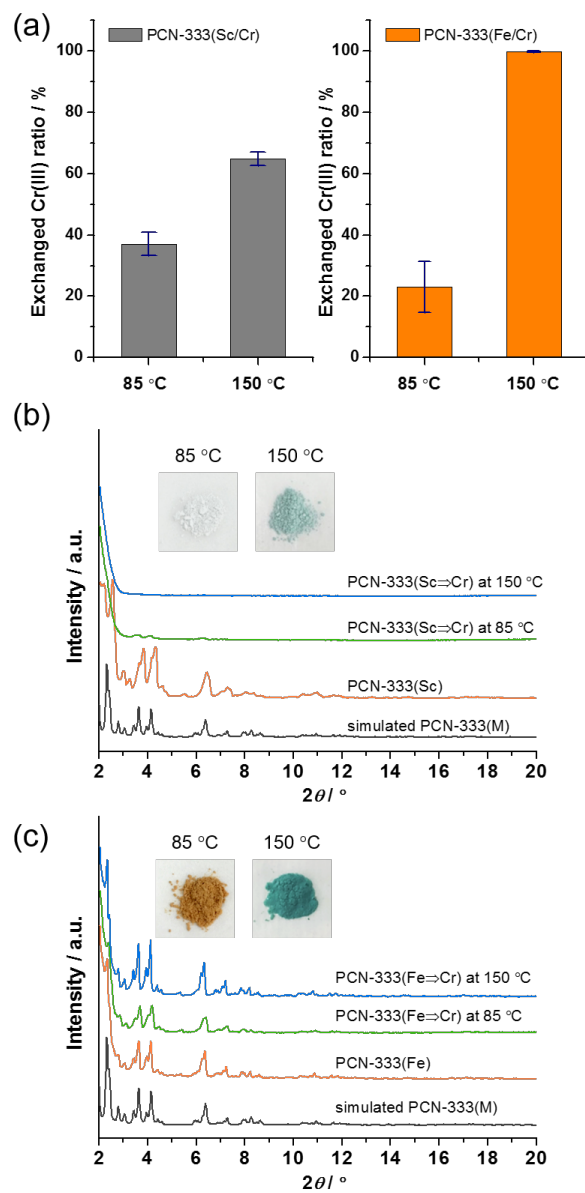 (a)
PCN-333(Sc/Cr)
PCN-333(Fe/Cr)
Exchanged Cr(III) ratio / %
100
80
60
40
20
0
85 °C
150 °C
Exchanged Cr(III) ratio / %
100
80
60
40
20
0
85 °C
150 °C
(b)
85 °C
150 °C
Intensity / a.u.
PCN-333(Sc⇒Cr) at 150 °C
PCN-333(Sc⇒Cr) at 85 °C
PCN-333(Sc)
simulated PCN-333(M)
2 4 6 8 10 12 14 16 18 20
2θ / °
(c)
85 °C
150 °C
Intensity / a.u.
PCN-333(Fe⇒Cr) at 150 °C
PCN-333(Fe⇒Cr) at 85 °C
PCN-333(Fe)
simulated PCN-333(M)
2 4 6 8 10 12 14 16 18 20
2θ / °